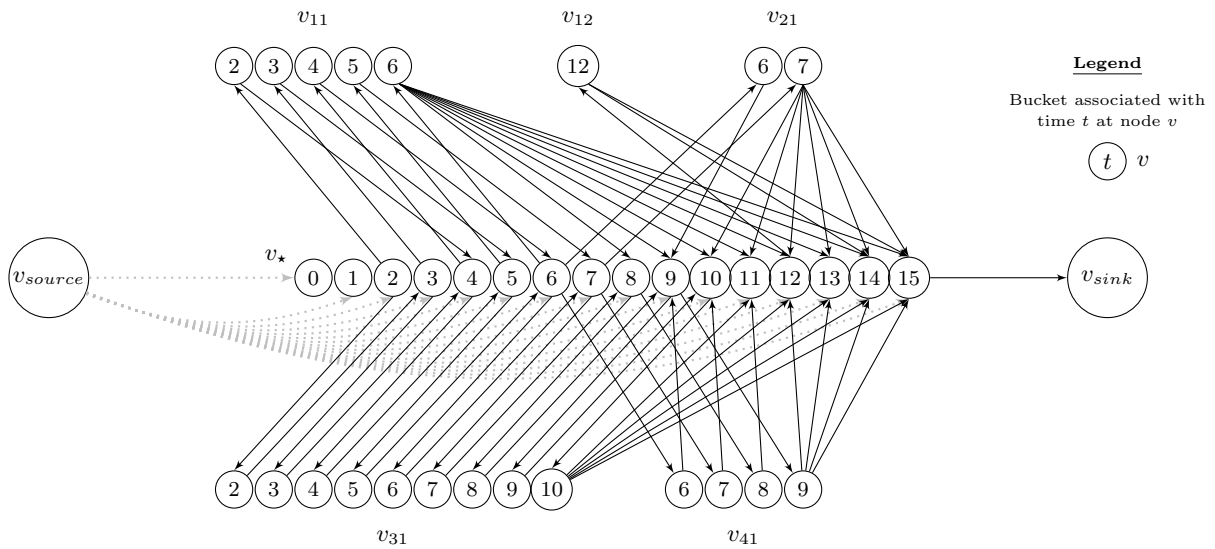 v11 v12 v21
2 3 4 5 6 12 6 7
Legend
Bucket associated with
time t at node v
t v
v⋆
vsource 0 1 2 3 4 5 6 7 8 9 10 11 12 13 14 15 vsink
2 3 4 5 6 7 8 9 10 6 7 8 9
v31 v41